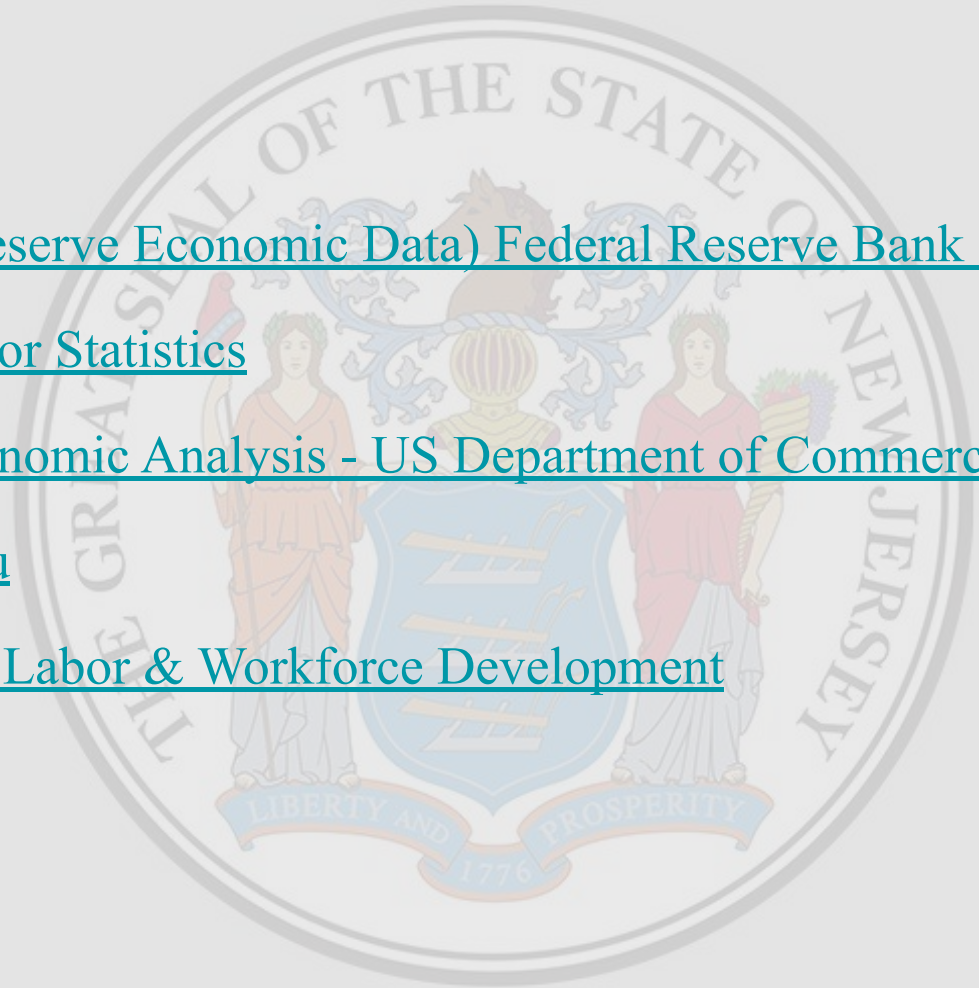 THE GREAT SEAL OF THE STATE OF NEW JERSEY
eserve Economic Data) Federal Reserve Bank
or Statistics
nomic Analysis - US Department of Commerc
u
Labor & Workforce Development
LIBERTY AND PROSPERITY
1776